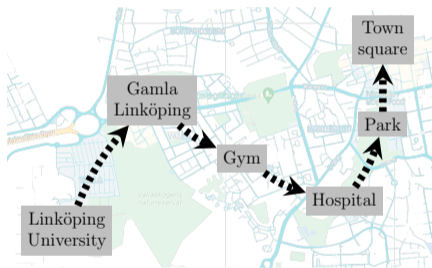 Town
square
Gamla
Linköping
Park
Gym
Hospital
Linköping
University